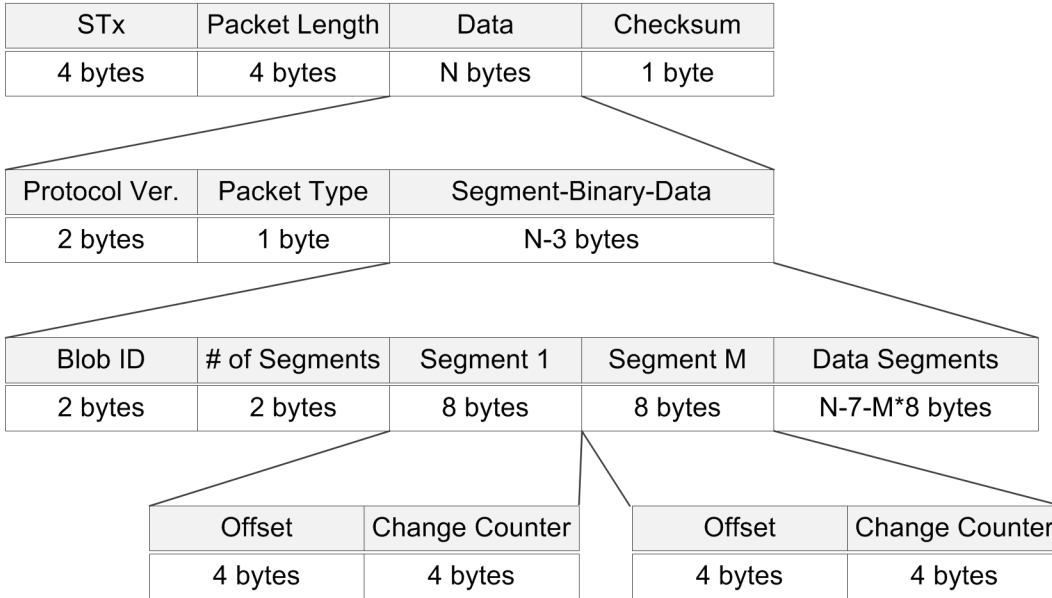 STx Packet Length Data Checksum
4 bytes 4 bytes N bytes 1 byte
Protocol Ver. Packet Type Segment-Binary-Data
2 bytes 1 byte N-3 bytes
Blob ID # of Segments Segment 1 Segment M Data Segments
2 bytes 2 bytes 8 bytes 8 bytes N-7-M*8 bytes
Offset Change Counter Offset Change Counter
4 bytes 4 bytes 4 bytes 4 bytes